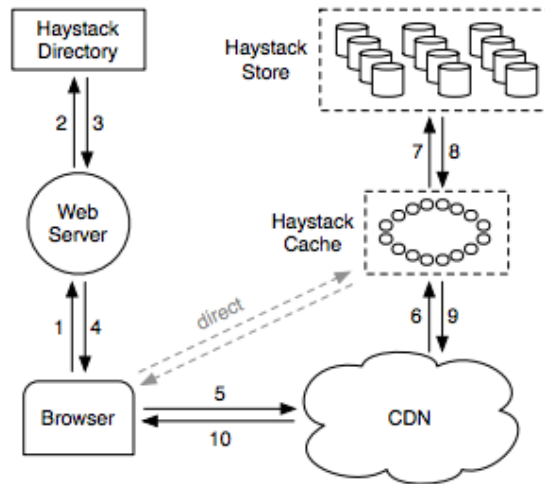 Haystack
Directory
Haystack
Store
2
3
7
8
Web
Server
Haystack
Cache
direct
1
4
6
9
Browser
5
10
CDN